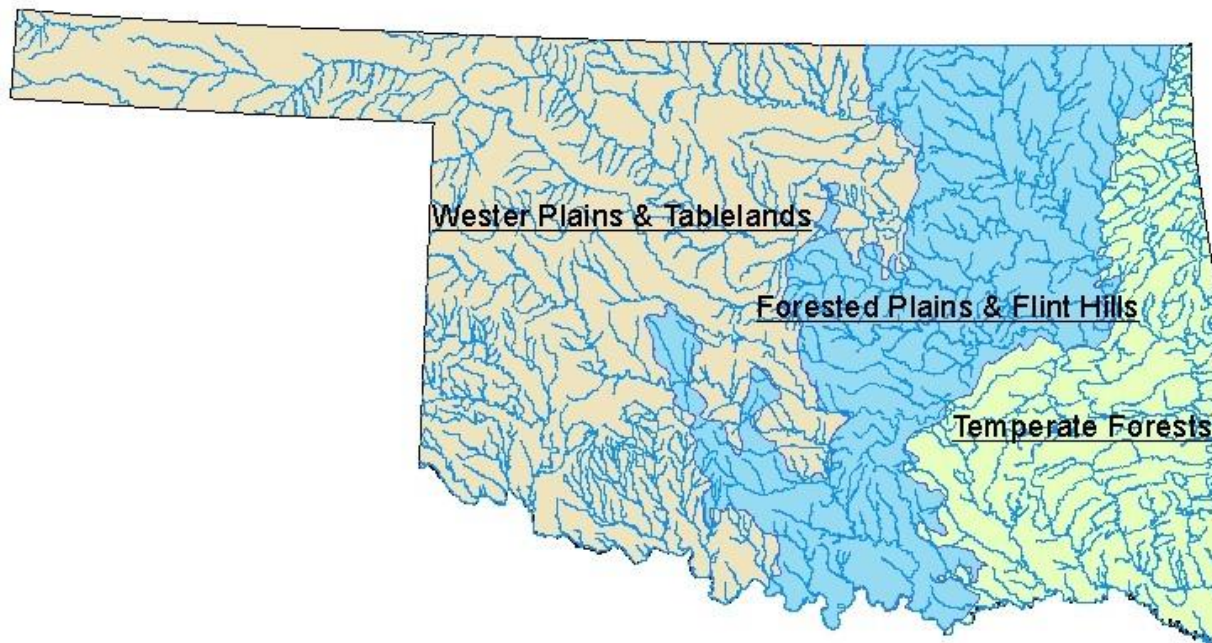 Wester Plains & Tablelands
Forested Plains & Flint Hills
Temperate Forests